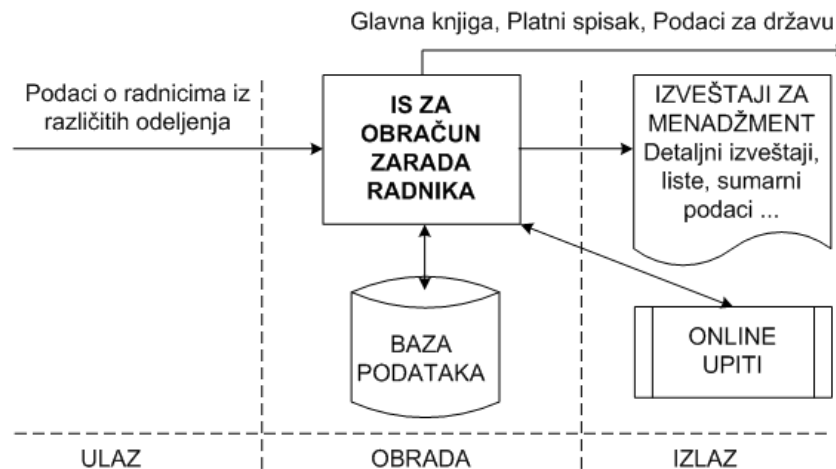 Glavna knjiga, Platni spisak, Podaci za državu
Podaci o radnicima iz
različitih odeljenja
IS ZA
OBRAČUN
ZARADA
RADNIKA
IZVEŠTAJI ZA
MENADŽMENT
Detaljni izveštaji,
liste, sumarni
podaci ...
BAZA
PODATAKA
ONLINE
UPITI
ULAZ
OBRADA
IZLAZ